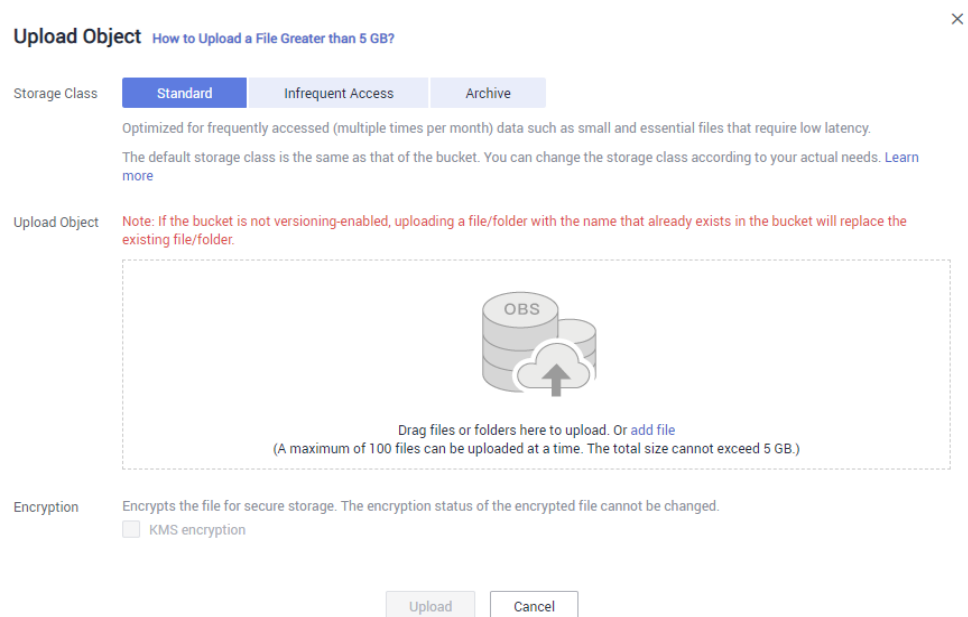 ×
Upload Object How to Upload a File Greater than 5 GB?
Storage Class Standard Infrequent Access Archive
Optimized for frequently accessed (multiple times per month) data such as small and essential files that require low latency.
The default storage class is the same as that of the bucket. You can change the storage class according to your actual needs. Learn
more
Upload Object Note: If the bucket is not versioning-enabled, uploading a file/folder with the name that already exists in the bucket will replace the
existing file/folder.
OBS
Drag files or folders here to upload. Or add file
(A maximum of 100 files can be uploaded at a time. The total size cannot exceed 5 GB.)
Encryption Encrypts the file for secure storage. The encryption status of the encrypted file cannot be changed.
KMS encryption
Upload Cancel